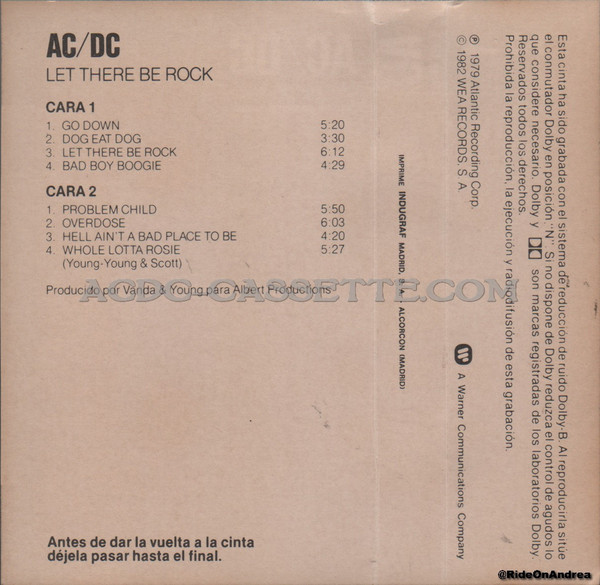 AC/DC
LET THERE BE ROCK
CARA 1
1. GO DOWN 5:20
2. DOG EAT DOG 3:30
3. LET THERE BE ROCK 6:12
4. BAD BOY BOOGIE 4:29
CARA 2
1. PROBLEM CHILD 5:50
2. OVERDOSE 6:03
3. HELL AIN'T A BAD PLACE TO BE 4:20
4. WHOLE LOTTA ROSIE 5:27
(Young-Young & Scott)
Producido por Vanda & Young para Albert Productions
ACDC-CASSETTE.COM
Antes de dar la vuelta a la cinta
déjela pasar hasta el final.
IMPRIME INDUGRAF MADRID, S. A., ALCORCON (MADRID)
Ⓟ 1979 Atlantic Recording Corp.
© 1982 WEA RECORDS, S A
A Warner Communications Company
Esta cinta ha sido grabada con el sistema de reducción de ruido Dolby-B. Al reproducirla sitúe
el conmutador Dolby en posición "N". Si no dispone de Dolby reduzca el control de agudos lo
que considere necesario. Dolby y son marcas registradas de los laboratorios Dolby.
Reservados todos los derechos.
Prohibida la reproducción, la ejecución y radiodifusión de esta grabación.
@RideOnAndrea